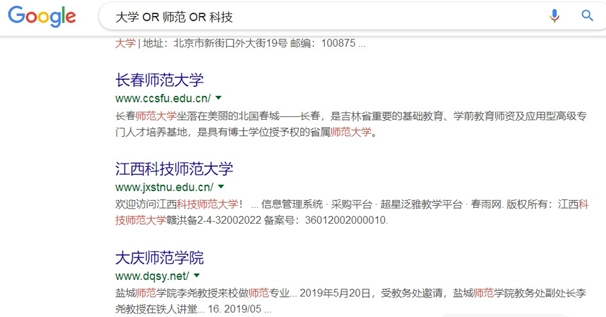 Google
大学 OR 师范 OR 科技
大学 | 地址：北京市新街口外大街19号 邮编：100875 ...
长春师范大学
www.ccsfu.edu.cn/
长春师范大学坐落在美丽的北国春城——长春，是吉林省重要的基础教育、学前教育师资及应用型高级专
门人才培养基地，是具有博士学位授予权的省属师范大学。
江西科技师范大学
www.jxstnu.edu.cn/
欢迎访问江西科技师范大学！ ... 信息管理系统 · 采购平台 · 超星泛雅教学平台 · 春雨网. 版权所有：江西科
技师范大学赣洪备2-4-32002022 备案号：36012002000010.
大庆师范学院
www.dqsy.net/
盐城师范学院李尧教授来校做师范专业... 2019年5月20日，受教务处邀请，盐城师范学院教务处副处长李
尧教授在铁人讲堂... 16. 2019/05 ...